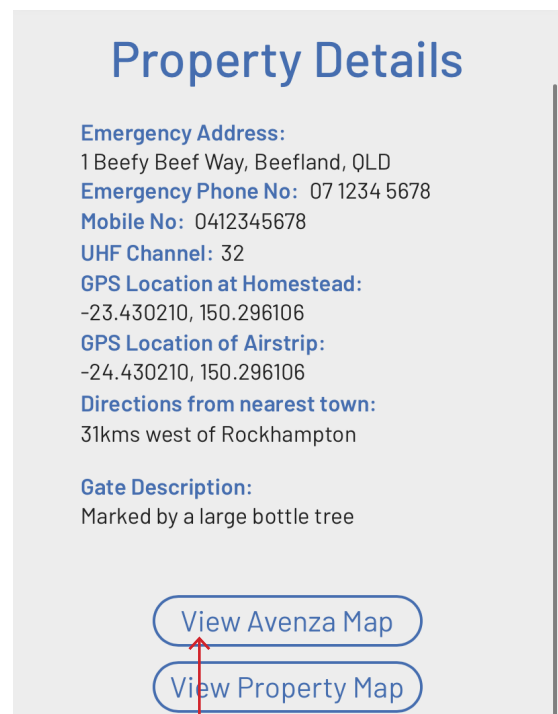 Property Details
Emergency Address:
1 Beefy Beef Way, Beefland, QLD
Emergency Phone No: 07 1234 5678
Mobile No: 0412345678
UHF Channel: 32
GPS Location at Homestead:
-23.430210, 150.296106
GPS Location of Airstrip:
-24.430210, 150.296106
Directions from nearest town:
31kms west of Rockhampton
Gate Description:
Marked by a large bottle tree
View Avenza Map
View Property Map